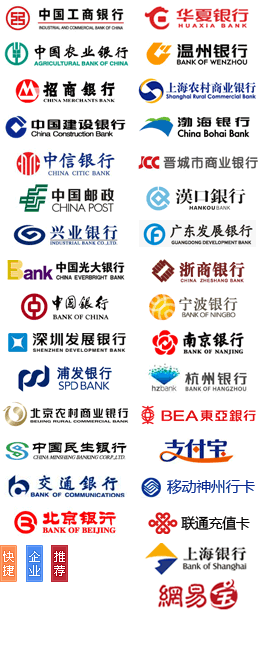 中国工商银行
INDUSTRIAL AND COMMERCIAL BANK OF CHINA
中国农业银行
AGRICULTURAL BANK OF CHINA
招商银行
CHINA MERCHANTS BANK
中国建设银行
China Construction Bank
中信银行
CHINA CITIC BANK
中国邮政
CHINA POST
兴业银行
INDUSTRIAL BANK CO.,LTD.
Bank 中国光大银行
CHINA EVERBRIGHT BANK
中国银行
BANK OF CHINA
深圳发展银行
SHENZHEN DEVELOPMENT BANK
浦发银行
SPD BANK
北京农村商业银行
BEIJING RURAL COMMERCIAL BANK
中国民生银行
CHINA MINSHENG BANKING CORP.,LTD.
交通银行
BANK OF COMMUNICATIONS
北京银行
BANK OF BEIJING
快捷
企业
推荐
华夏银行
HUAXIA BANK
温州银行
BANK OF WENZHOU
上海农村商业银行
Shanghai Rural Commercial Bank
渤海银行
China Bohai Bank
JCC 晋城市商业银行
漢口銀行
HANKOU BANK
广东发展银行
GUANGDONG DEVELOPMENT BANK
浙商银行
CHINA ZHESHANG BANK
宁波银行
BANK OF NINGBO
南京银行
BANK OF NANJING
杭州银行
hzbank BANK OF HANGZHOU
BEA 東亞銀行
支付宝
移动神州行卡
联通充值卡
上海银行
Bank of Shanghai
網易宝